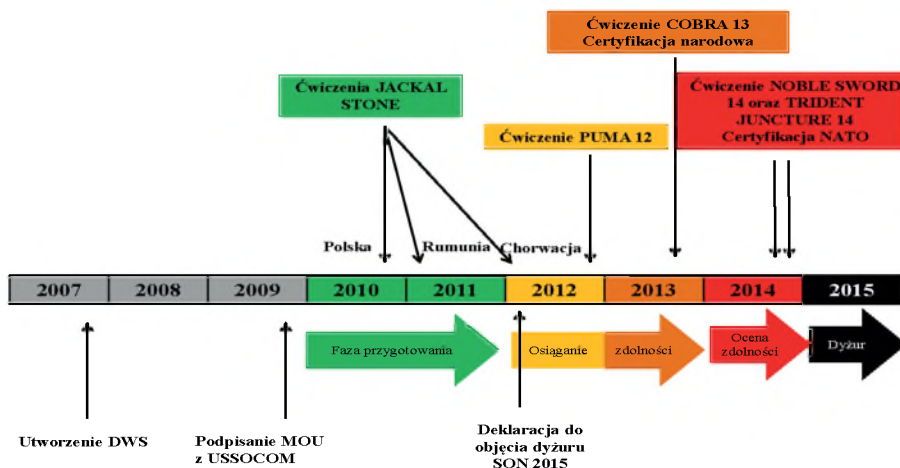 Ćwiczenie COBRA 13
Certyfikacja narodowa
Ćwiczenia JACKAL
STONE
Ćwiczenie PUMA 12
Ćwiczenie NOBLE SWORD
14 oraz TRIDENT
JUNCTURE 14
Certyfikacja NATO
Polska
Rumunia
Chorwacja
2007 2008 2009 2010 2011 2012 2013 2014 2015
Faza przygotowania
Osiąganie
zdolności
Ocena
zdolności
Dyżur
Utworzenie DWS
Podpisanie MOU
z USSOCOM
Deklaracja do
objęcia dyżuru
SON 2015